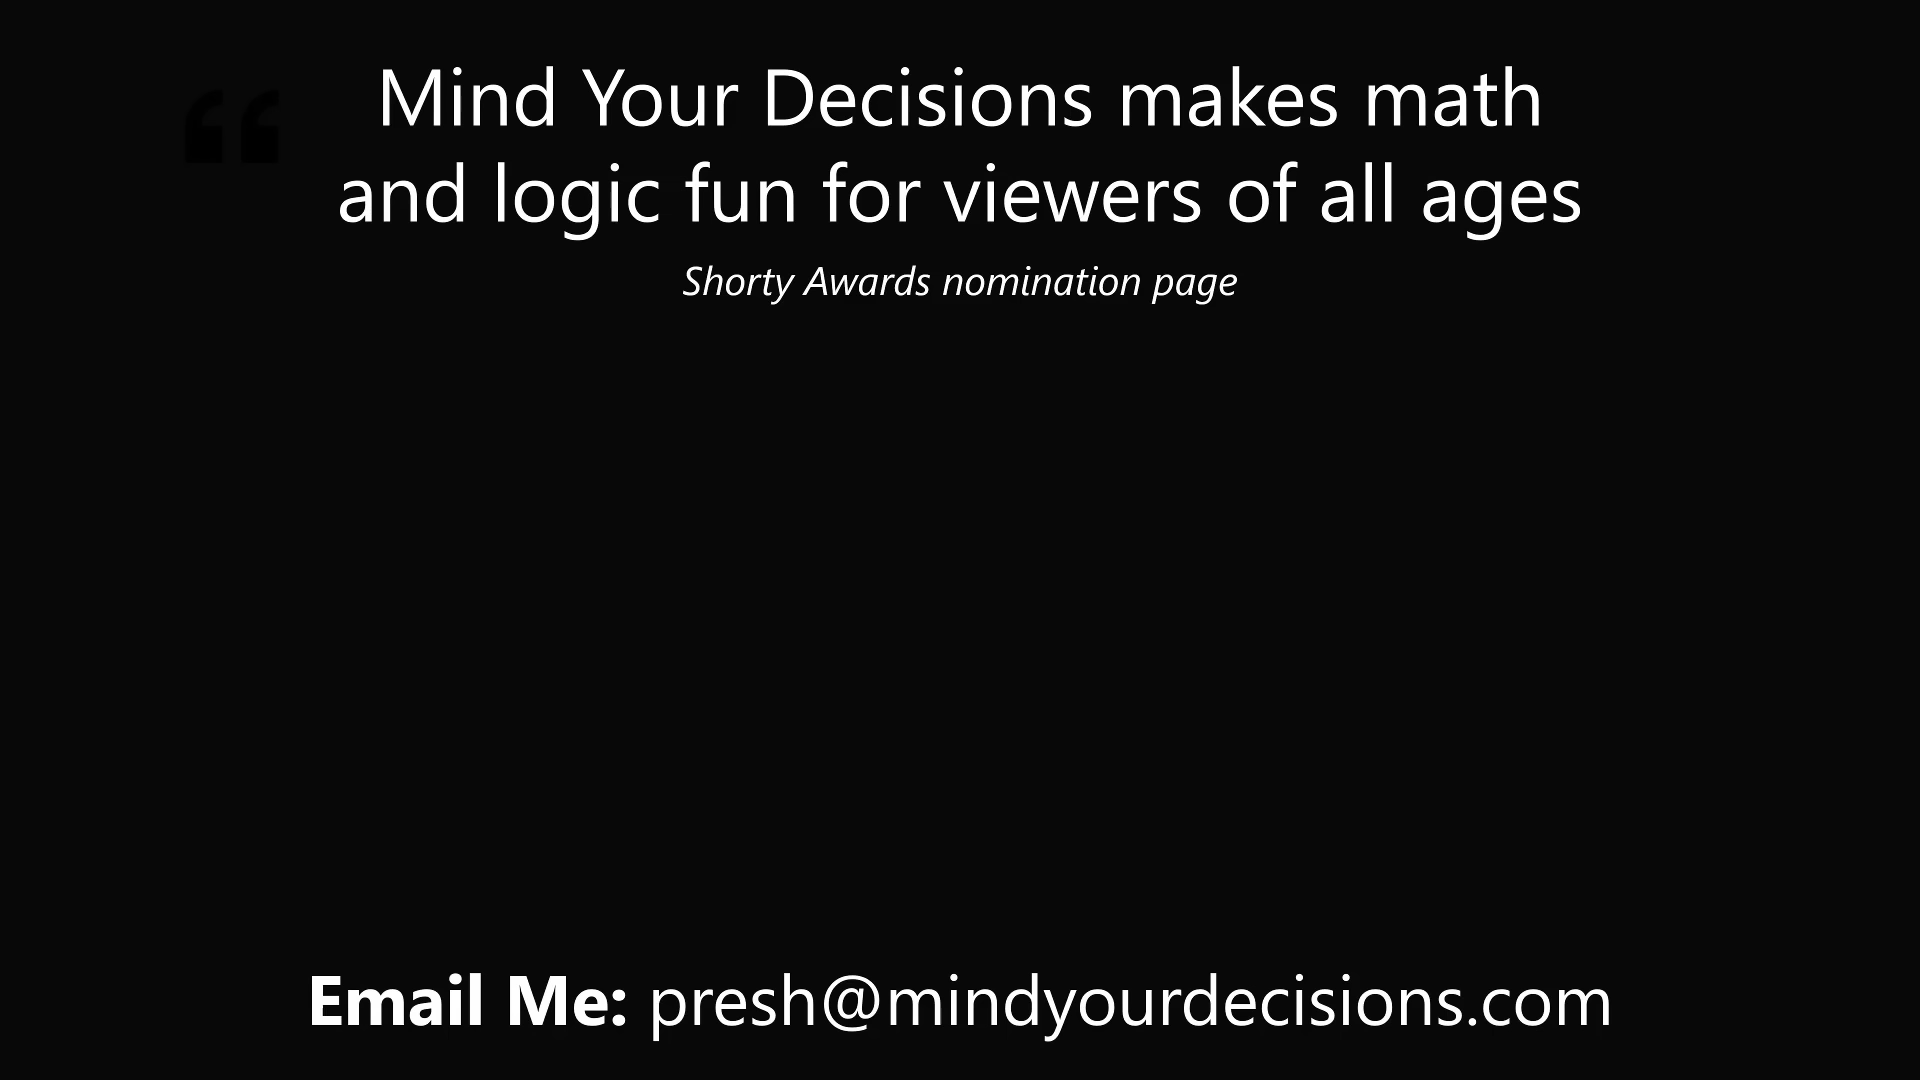 “
Mind Your Decisions makes math
and logic fun for viewers of all ages
Shorty Awards nomination page
Email Me: presh@mindyourdecisions.com